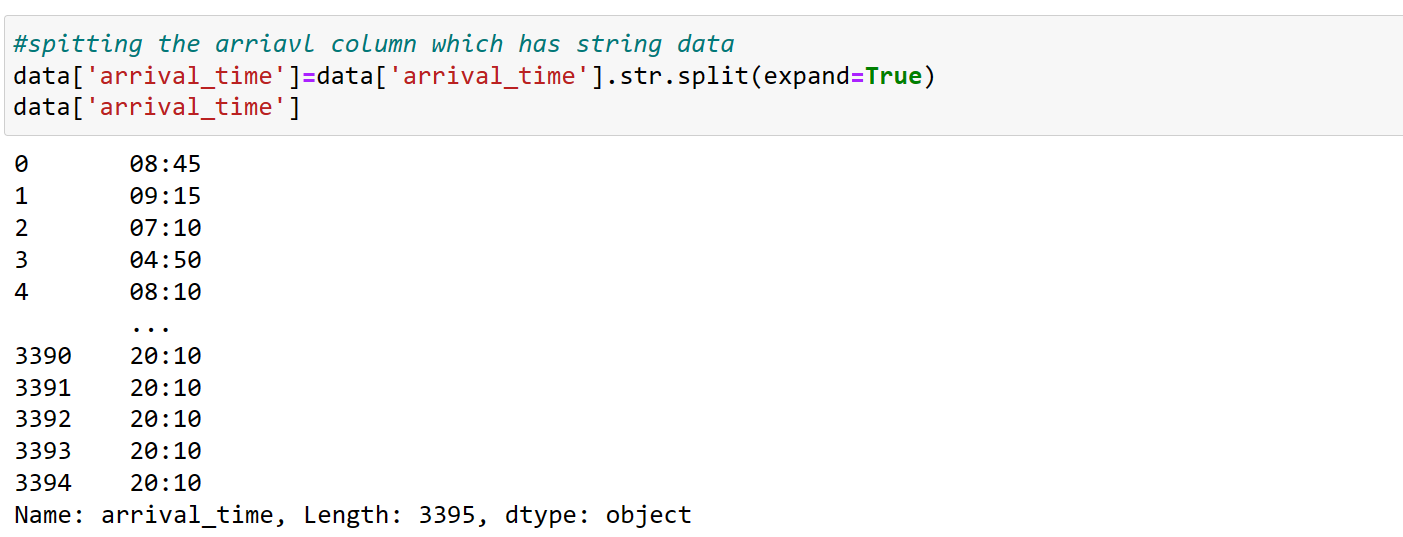 #spitting the arriavl column which has string data
data['arrival_time']=data['arrival_time'].str.split(expand=True)
data['arrival_time']
0 08:45
1 09:15
2 07:10
3 04:50
4 08:10
...
3390 20:10
3391 20:10
3392 20:10
3393 20:10
3394 20:10
Name: arrival_time, Length: 3395, dtype: object